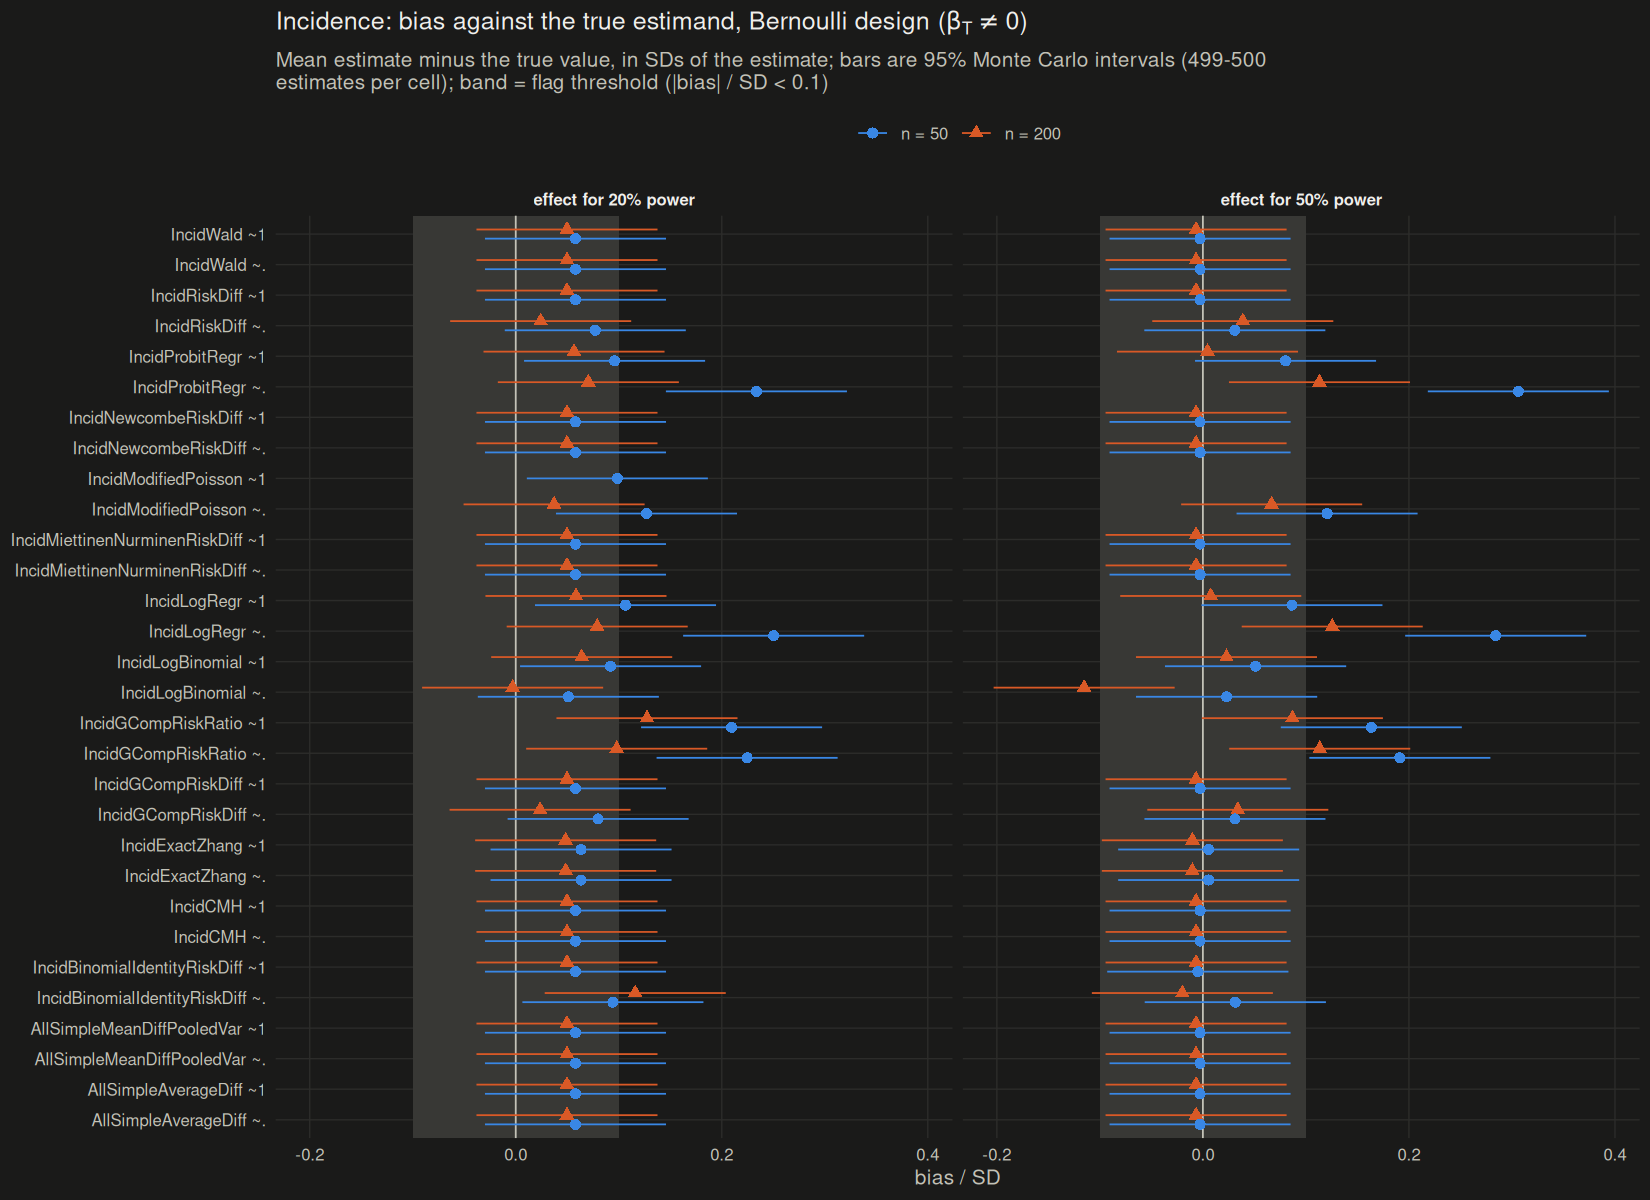 Incidence: bias against the true estimand, Bernoulli design (βT ≠ 0)
Mean estimate minus the true value, in SDs of the estimate; bars are 95% Monte Carlo intervals (499-500
estimates per cell); band = flag threshold (|bias| / SD < 0.1)
n = 50 n = 200
effect for 20% power effect for 50% power
IncidWald ~1
IncidWald ~.
IncidRiskDiff ~1
IncidRiskDiff ~.
IncidProbitRegr ~1
IncidProbitRegr ~.
IncidNewcombeRiskDiff ~1
IncidNewcombeRiskDiff ~.
IncidModifiedPoisson ~1
IncidModifiedPoisson ~.
IncidMiettinenNurminenRiskDiff ~1
IncidMiettinenNurminenRiskDiff ~.
IncidLogRegr ~1
IncidLogRegr ~.
IncidLogBinomial ~1
IncidLogBinomial ~.
IncidGCompRiskRatio ~1
IncidGCompRiskRatio ~.
IncidGCompRiskDiff ~1
IncidGCompRiskDiff ~.
IncidExactZhang ~1
IncidExactZhang ~.
IncidCMH ~1
IncidCMH ~.
IncidBinomialIdentityRiskDiff ~1
IncidBinomialIdentityRiskDiff ~.
AllSimpleMeanDiffPooledVar ~1
AllSimpleMeanDiffPooledVar ~.
AllSimpleAverageDiff ~1
AllSimpleAverageDiff ~.
-0.2 0.0 0.2 0.4 -0.2 0.0 0.2 0.4
bias / SD